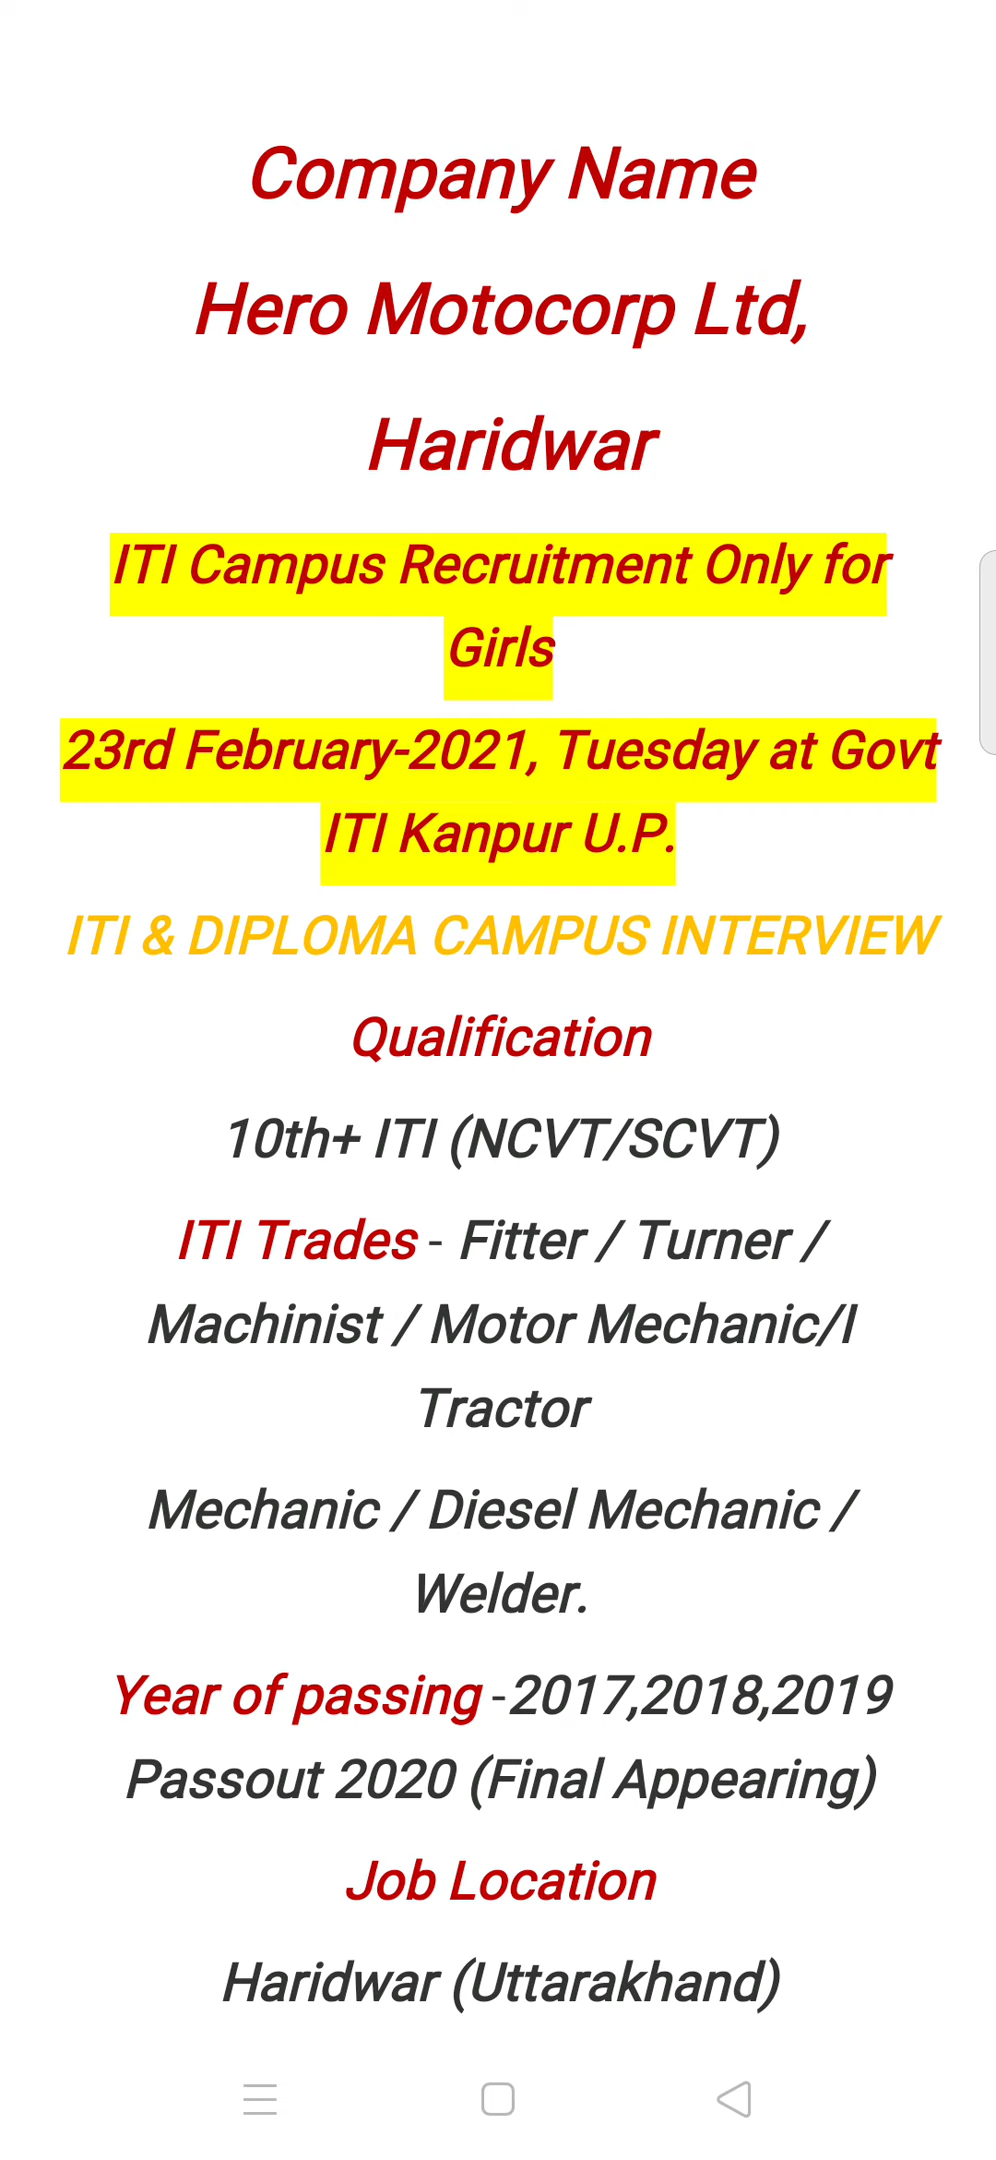 Company Name
Hero Motocorp Ltd,
Haridwar
ITI Campus Recruitment Only for
Girls
23rd February-2021, Tuesday at Govt
ITI Kanpur U.P.
ITI & DIPLOMA CAMPUS INTERVIEW
Qualification
10th+ ITI (NCVT/SCVT)
ITI Trades - Fitter / Turner /
Machinist / Motor Mechanic/I
Tractor
Mechanic / Diesel Mechanic /
Welder.
Year of passing -2017,2018,2019
Passout 2020 (Final Appearing)
Job Location
Haridwar (Uttarakhand)